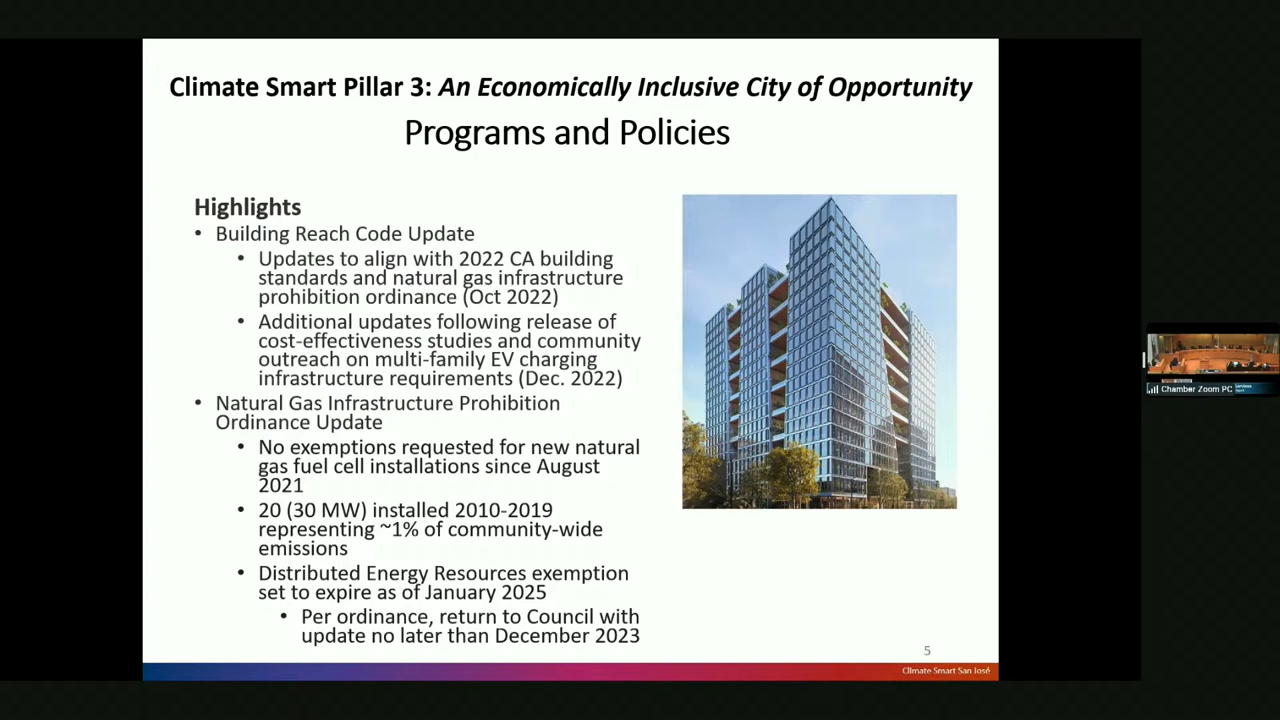 Climate Smart Pillar 3: An Economically Inclusive City of Opportunity
Programs and Policies
Highlights
• Building Reach Code Update
• Updates to align with 2022 CA building
standards and natural gas infrastructure
prohibition ordinance (Oct 2022)
• Additional updates following release of
cost-effectiveness studies and community
outreach on multi-family EV charging
infrastructure requirements (Dec. 2022)
• Natural Gas Infrastructure Prohibition
Ordinance Update
• No exemptions requested for new natural
gas fuel cell installations since August
2021
• 20 (30 MW) installed 2010-2019
representing ~1% of community-wide
emissions
• Distributed Energy Resources exemption
set to expire as of January 2025
• Per ordinance, return to Council with
update no later than December 2023
5
Climate Smart San José
Chamber Zoom PC